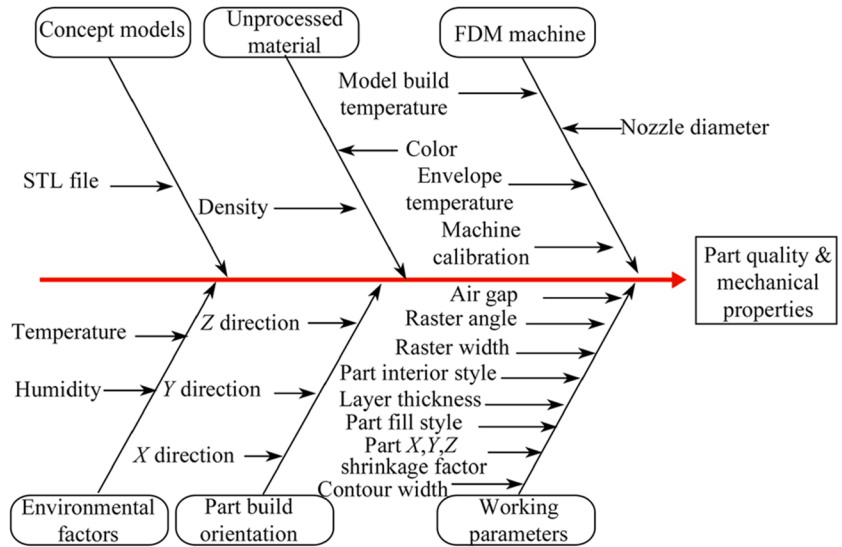 Concept models
Unprocessed
material
FDM machine
Model build
temperature
Nozzle diameter
Color
STL file
Envelope
temperature
Density
Machine
calibration
Part quality &
mechanical
properties
Air gap
Z direction
Raster angle
Temperature
Raster width
Part interior style
Humidity
Y direction
Layer thickness
Part fill style
Part X,Y,Z
shrinkage factor
X direction
Contour width
Environmental
factors
Part build
orientation
Working
parameters